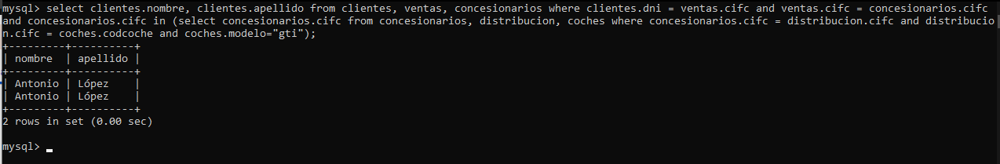 mysql> select clientes.nombre, clientes.apellido from clientes, ventas, concesionarios where clientes.dni = ventas.cifc and ventas.cifc = concesionarios.cifc
and concesionarios.cifc in (select concesionarios.cifc from concesionarios, distribucion, coches where concesionarios.cifc = distribucion.cifc and distribucio
n.cifc = coches.codcoche and coches.modelo="gti");
+---------+----------+
| nombre  | apellido |
+---------+----------+
| Antonio | López    |
| Antonio | López    |
+---------+----------+
2 rows in set (0.00 sec)
mysql>